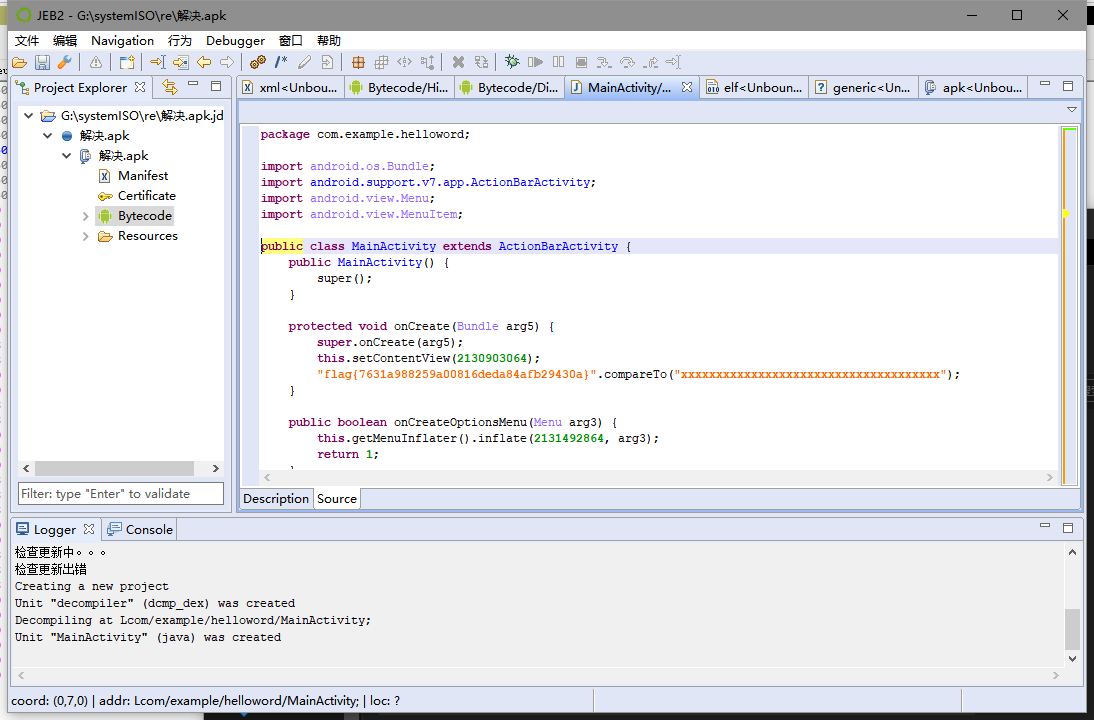 JEB2 - G:\systemISO\re\解决.apk
文件 编辑 Navigation 行为 Debugger 窗口 帮助
Project Explorer
xml<Unbou...
Bytecode/Hi...
Bytecode/Di...
MainActivity/...
elf<Unboun...
generic<Un...
apk<Unbou...
G:\systemISO\re\解决.apk.jd
解决.apk
解决.apk
Manifest
Certificate
Bytecode
Resources
Filter: type "Enter" to validate
package com.example.helloword;
import android.os.Bundle;
import android.support.v7.app.ActionBarActivity;
import android.view.Menu;
import android.view.MenuItem;
public class MainActivity extends ActionBarActivity {
public MainActivity() {
super();
}
protected void onCreate(Bundle arg5) {
super.onCreate(arg5);
this.setContentView(2130903064);
"flag{7631a988259a00816deda84afb29430a}".compareTo("xxxxxxxxxxxxxxxxxxxxxxxxxxxxxxxxxxxxx");
}
public boolean onCreateOptionsMenu(Menu arg3) {
this.getMenuInflater().inflate(2131492864, arg3);
return 1;
Description Source
Logger Console
检查更新中。。。
检查更新出错
Creating a new project
Unit "decompiler" (dcmp_dex) was created
Decompiling at Lcom/example/helloword/MainActivity;
Unit "MainActivity" (java) was created
coord: (0,7,0) | addr: Lcom/example/helloword/MainActivity; | loc: ?